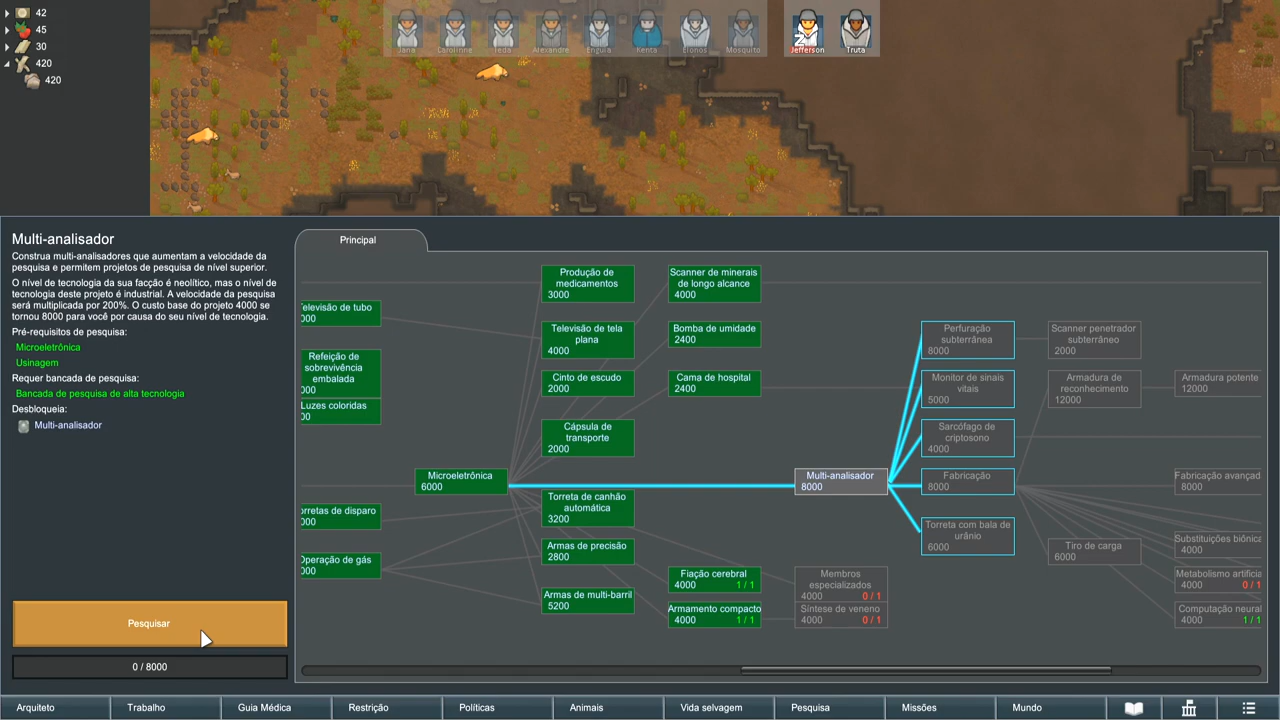 42
45
30
420
420
Jana
Carolinne
Teda
Alexandre
Enguia
Kenta
Elonos
Mosquito
Jefferson
Truta
Multi-analisador
Construa multi-analisadores que aumentam a velocidade da
pesquisa e permitem projetos de pesquisa de nível superior.
O nível de tecnologia da sua facção é neolítico, mas o nível de
tecnologia deste projeto é industrial. A velocidade da pesquisa
será multiplicada por 200%. O custo base do projeto 4000 se
tornou 8000 para você por causa do seu nível de tecnologia.
Pré-requisitos de pesquisa:
Microeletrônica
Usinagem
Requer bancada de pesquisa:
Bancada de pesquisa de alta tecnologia
Desbloqueia:
Multi-analisador
Pesquisar
0 / 8000
Principal
Televisão de tubo
000
Refeição de
sobrevivência
embalada
000
Luzes coloridas
00
orretas de disparo
000
Operação de gás
000
Microeletrônica
6000
Produção de
medicamentos
3000
Televisão de tela
plana
4000
Cinto de escudo
2000
Cápsula de
transporte
2000
Torreta de canhão
automática
3200
Armas de precisão
2800
Armas de multi-barril
5200
Scanner de minerais
de longo alcance
4000
Bomba de umidade
2400
Cama de hospital
2400
Fiação cerebral
4000 1 / 1
Armamento compacto
4000 1 / 1
Multi-analisador
8000
Membros
especializados
4000 0 / 1
Síntese de veneno
4000 0 / 1
Perfuração
subterrânea
8000
Monitor de sinais
vitais
5000
Sarcófago de
criptosono
4000
Fabricação
8000
Torreta com bala de
urânio
6000
Scanner penetrador
subterrâneo
2000
Armadura de
reconhecimento
12000
Tiro de carga
6000
Armadura potente
12000
Fabricação avançad
8000
Substituições biônica
4000
Metabolismo artificia
4000 0 / 1
Computação neural
4000 1 / 1
Arquiteto
Trabalho
Guia Médica
Restrição
Políticas
Animais
Vida selvagem
Pesquisa
Missões
Mundo